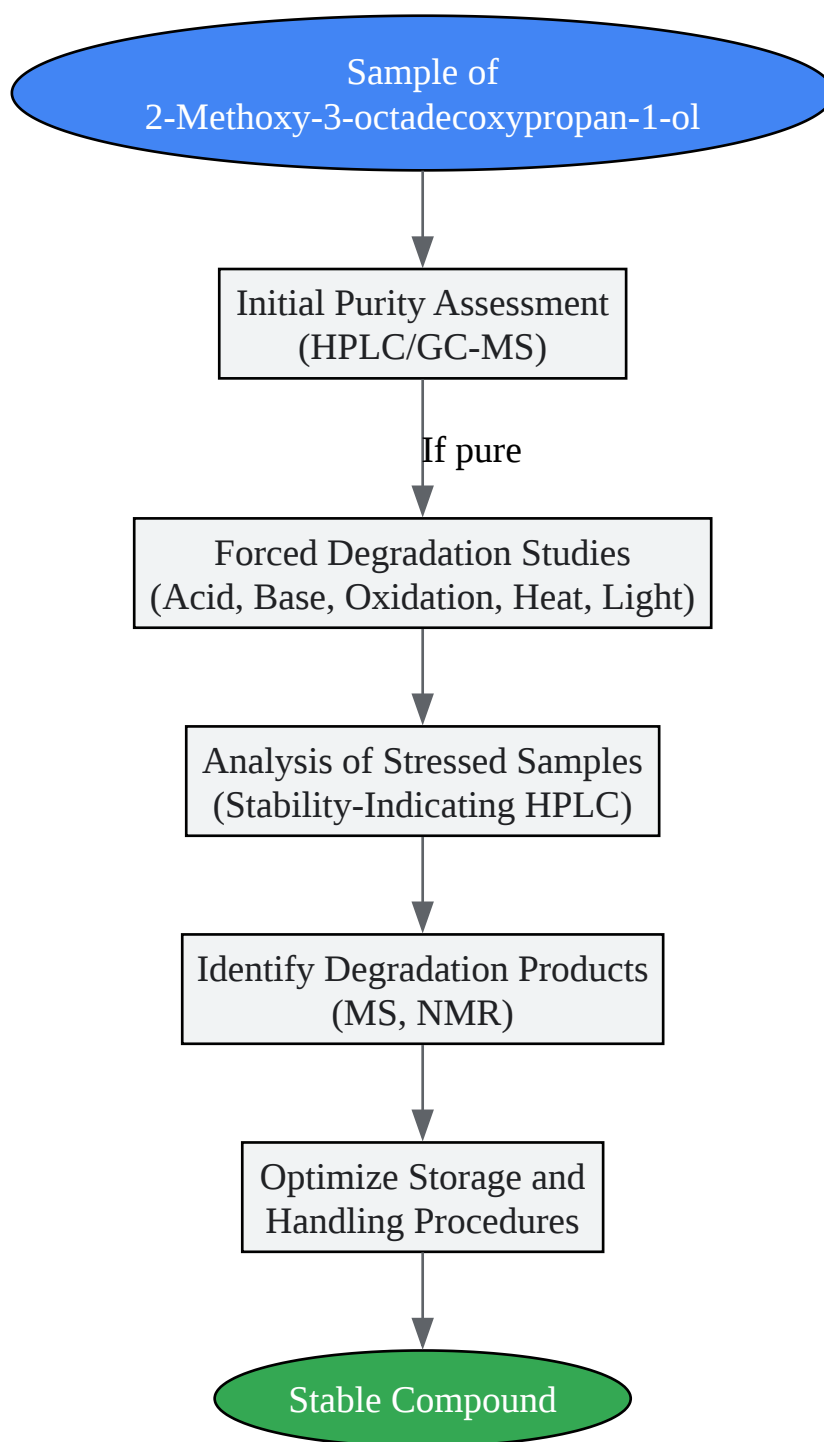 Sample of
2-Methoxy-3-octadecoxypropan-1-ol
Initial Purity Assessment
(HPLC/GC-MS)
If pure
Forced Degradation Studies
(Acid, Base, Oxidation, Heat, Light)
Analysis of Stressed Samples
(Stability-Indicating HPLC)
Identify Degradation Products
(MS, NMR)
Optimize Storage and
Handling Procedures
Stable Compound